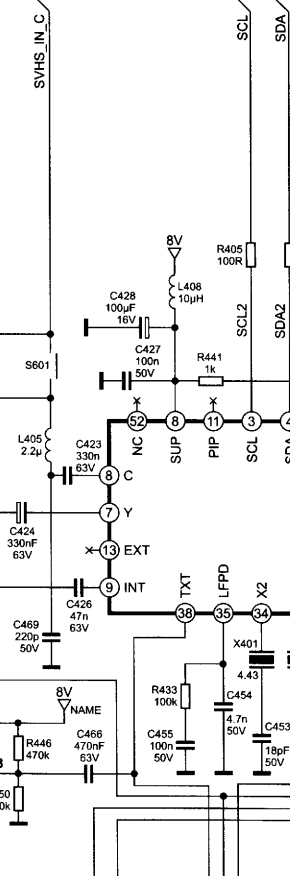 SVHS_IN_C
SCL
SDA
8V
R405
100R
L408
10µH
C428
100µF
16V
SCL2
SDA2
C427
100n
50V
R441
1k
S601
52
8
11
3
4
L405
2.2µ
C423
330n
63V
NC
SUP
PIP
SCL
SDA
8
C
7
Y
C424
330nF
63V
13
EXT
9
INT
C426
47n
63V
TXT
LFPD
X2
38
35
34
C469
220p
50V
X401
4.43
R433
100k
C454
4.7n
50V
8V
NAME
C455
100n
50V
C453
18pF
50V
R446
470k
C466
470nF
63V
50
0k